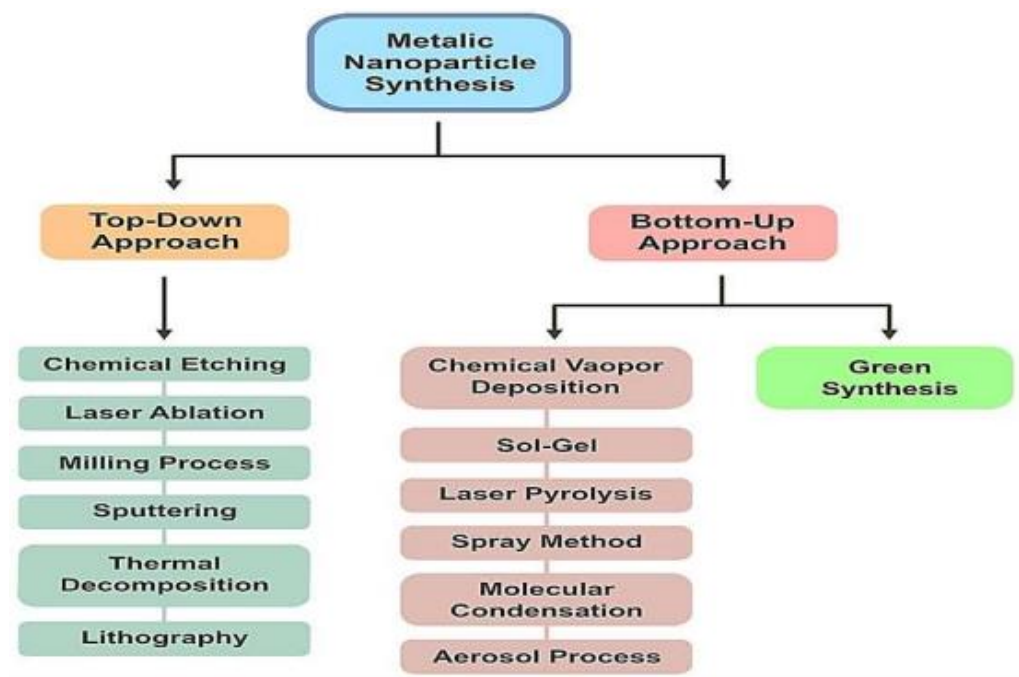 Metalic
Nanoparticle
Synthesis
Top-Down
Approach
Bottom-Up
Approach
Chemical Etching
Laser Ablation
Milling Process
Sputtering
Thermal
Decomposition
Lithography
Chemical Vaopor
Deposition
Sol-Gel
Laser Pyrolysis
Spray Method
Molecular
Condensation
Aerosol Process
Green
Synthesis